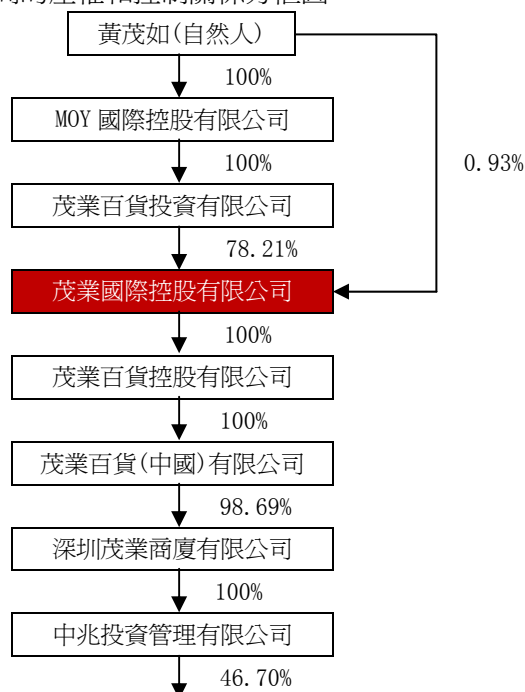 黃茂如(自然人)
100%
MOY 國際控股有限公司
100%
0.93%
茂業百貨投資有限公司
78.21%
茂業國際控股有限公司
100%
茂業百貨控股有限公司
100%
茂業百貨(中國)有限公司
98.69%
深圳茂業商廈有限公司
100%
中兆投資管理有限公司
46.70%